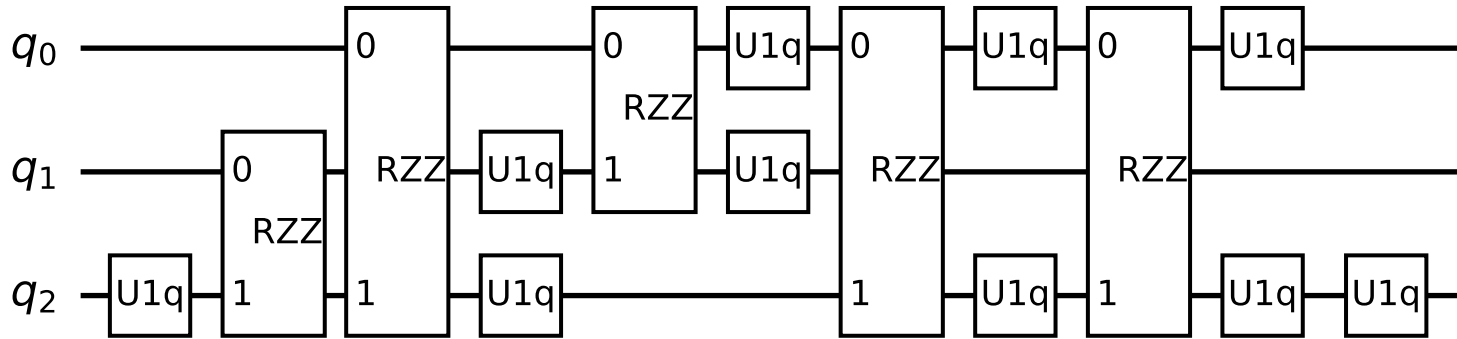 q0 0 0 U1q 0 U1q 0 U1q
RZZ
q1 0 RZZ U1q 1 U1q RZZ RZZ
RZZ
q2 U1q 1 1 U1q 1 U1q 1 U1q U1q